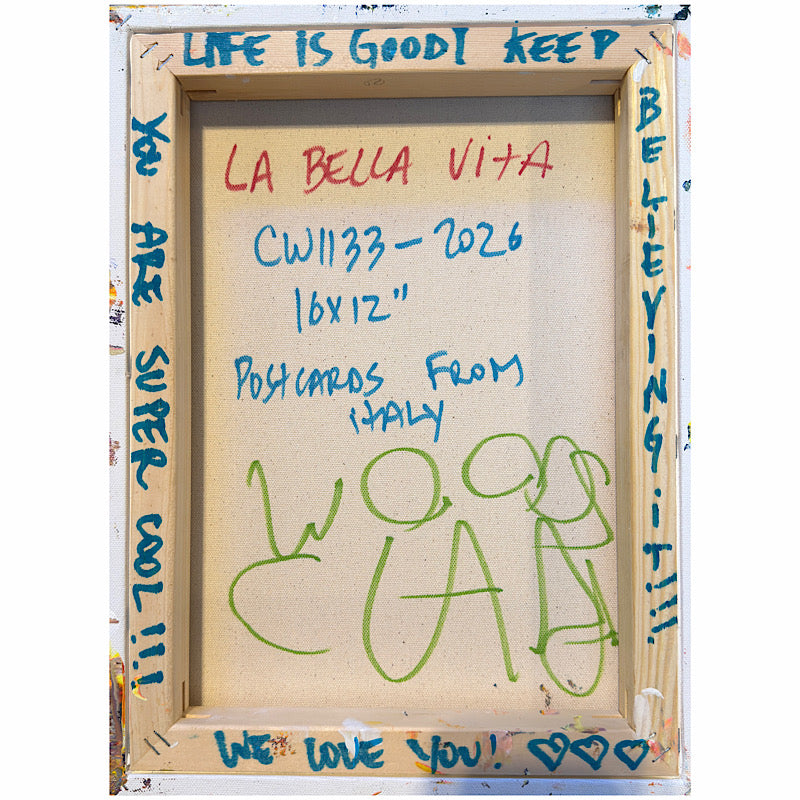 LIFE IS GOOD! KEEP
BELIEVING iT!!!!
YOU ARE SUPER COOL!!!
LA BELLA ViTA
CW1133-2026
16x12"
POSTCARDS FROM
iTALY
WE LOVE YOU! ♡♡♡